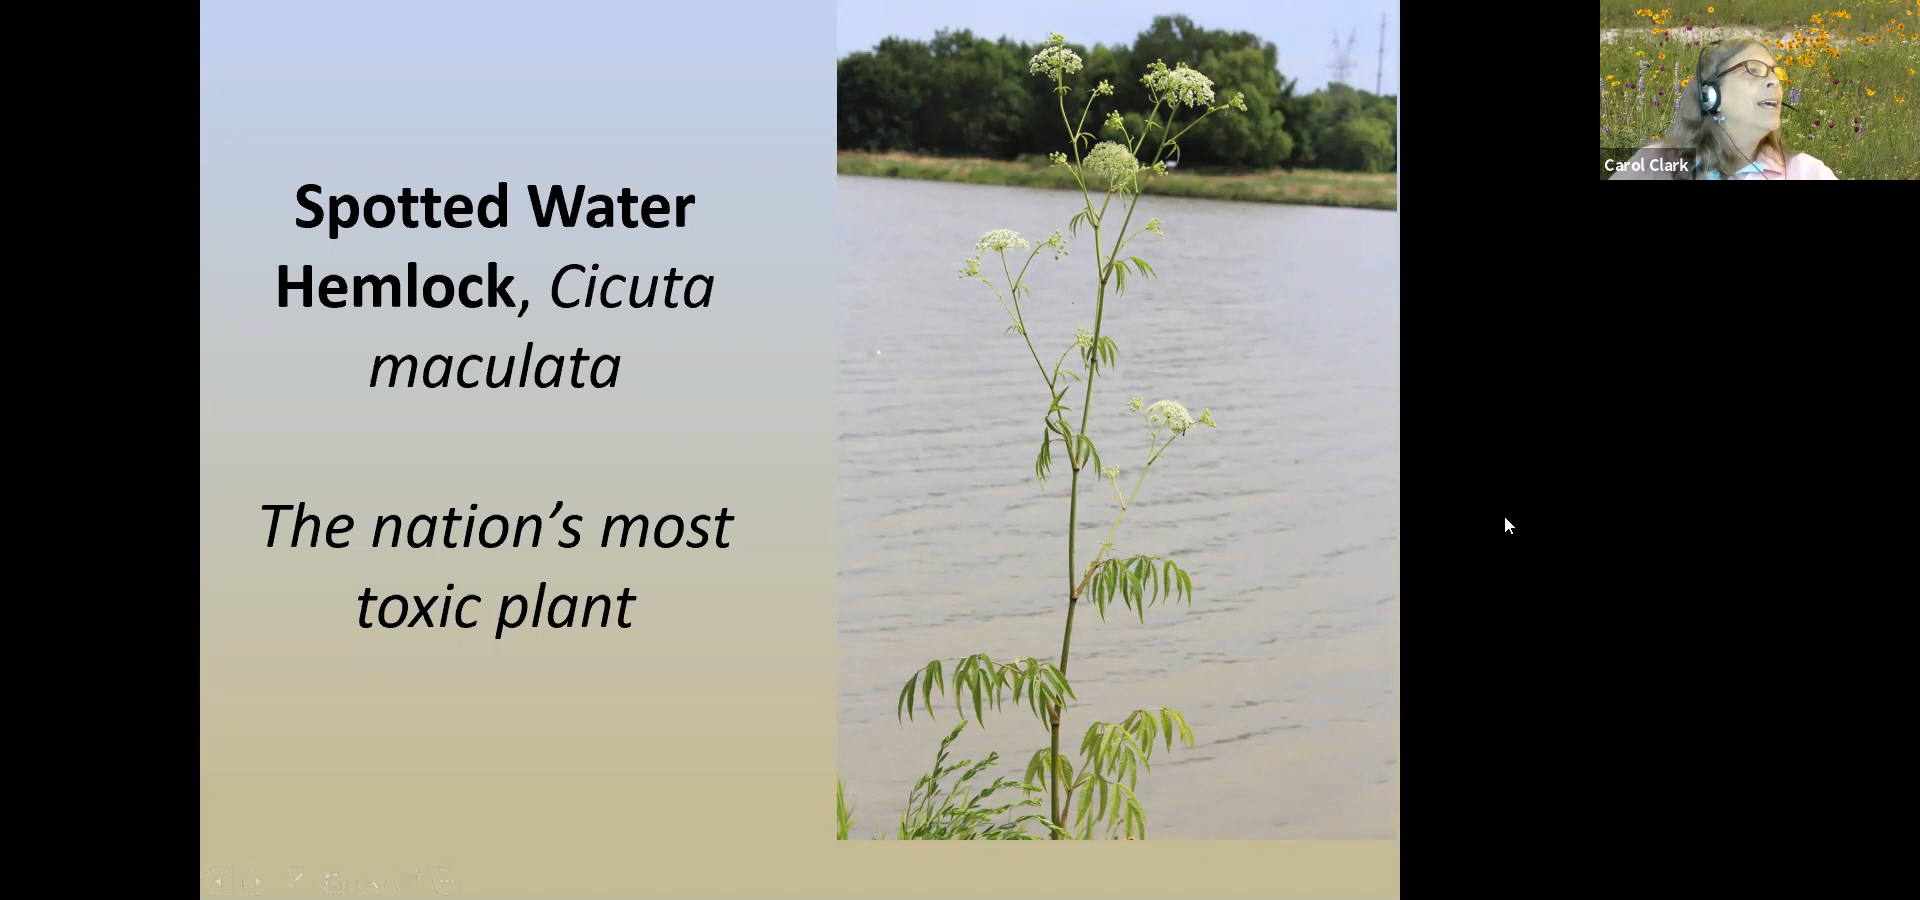 Spotted Water
Hemlock, Cicuta
maculata
The nation’s most
toxic plant
Carol Clark